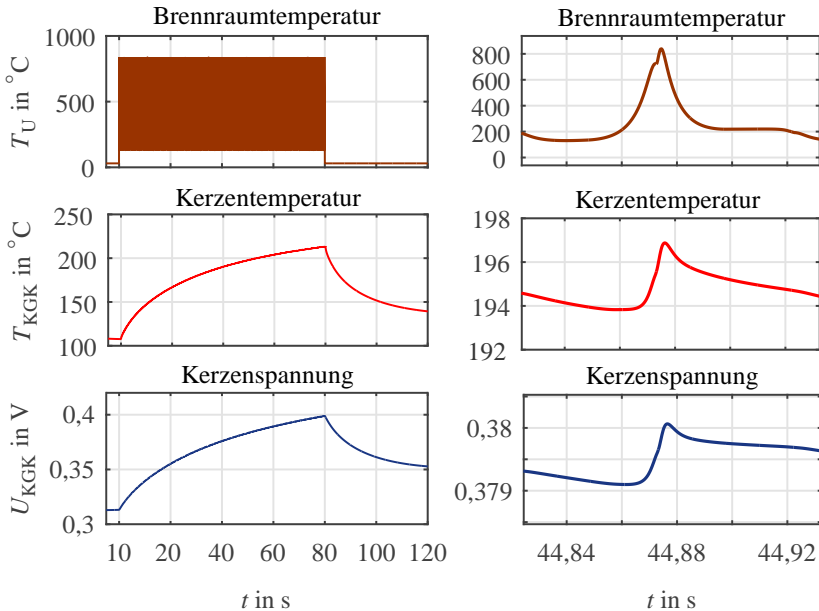 Brennraumtemperatur
1000
500
0
T_U in °C
Kerzentemperatur
250
200
150
100
T_KGK in °C
Kerzenspannung
0,4
0,35
0,3
U_KGK in V
10 20 40 60 80 100 120
t in s
Brennraumtemperatur
800
600
400
200
0
Kerzentemperatur
198
196
194
192
Kerzenspannung
0,38
0,379
44,84 44,88 44,92
t in s